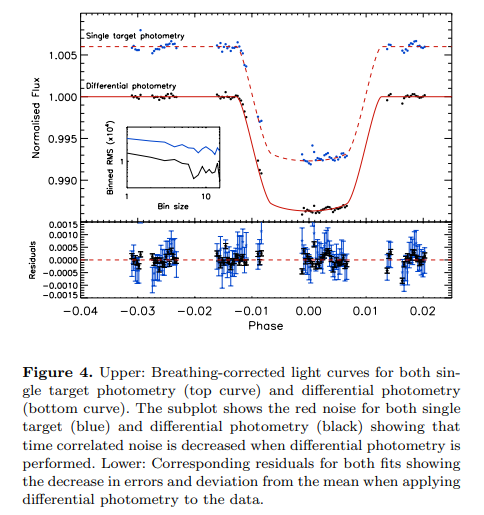 Single target photometry
1.005
Differential photometry
1.000
0.995
0.990
Normalised Flux
Binned RMS (x10⁴)
1
1
10
Bin size
0.0015
0.0010
0.0005
0.0000
−0.0005
−0.0010
−0.0015
Residuals
−0.04
−0.03
−0.02
−0.01
0.00
0.01
0.02
Phase
Figure 4. Upper: Breathing-corrected light curves for both sin-
gle target photometry (top curve) and differential photometry
(bottom curve). The subplot shows the red noise for both single
target (blue) and differential photometry (black) showing that
time correlated noise is decreased when differential photometry is
performed. Lower: Corresponding residuals for both fits showing
the decrease in errors and deviation from the mean when applying
differential photometry to the data.